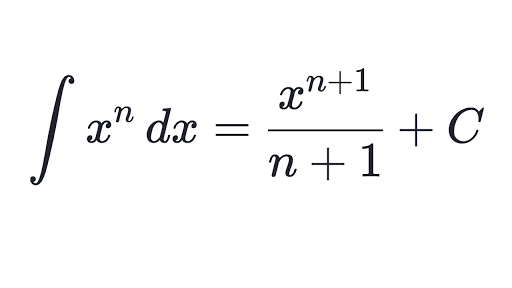 ∫ xⁿ dx = xⁿ⁺¹ / n + 1 + C